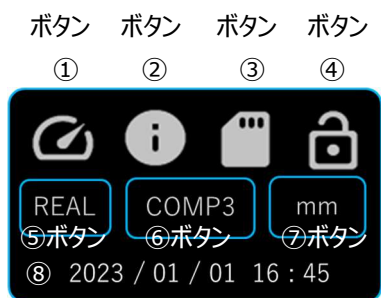 ボタン ボタン ボタン ボタン
① ② ③ ④
REAL COMP3 mm
⑤ボタン ⑥ボタン ⑦ボタン
⑧ 2023 / 01 / 01 16 : 45